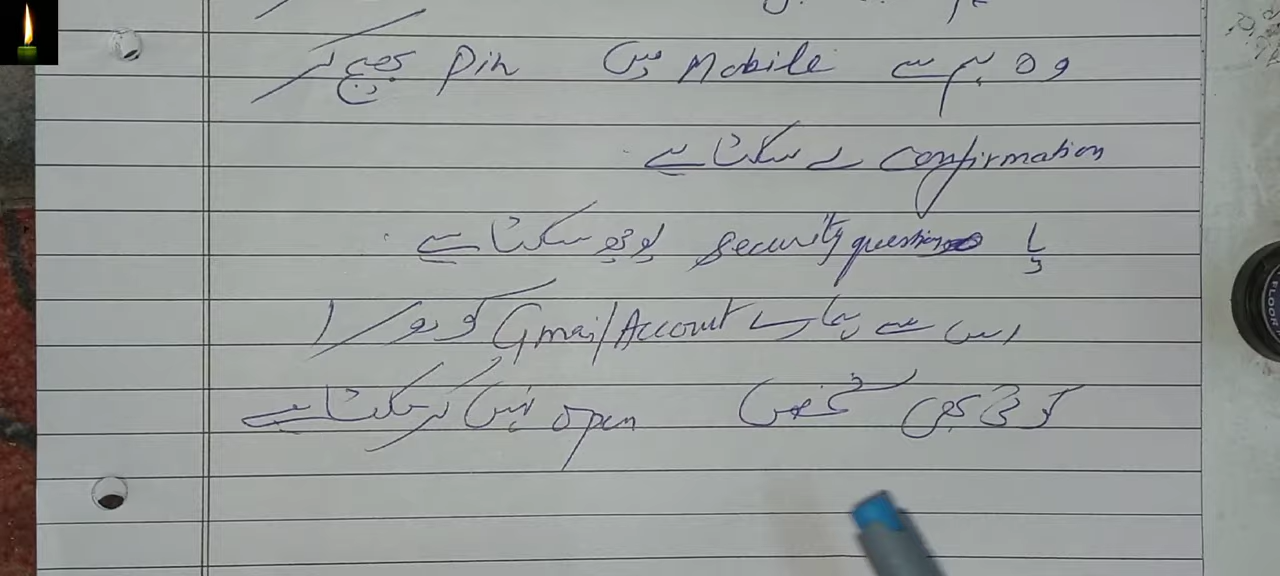 وہ ہم سے Mobile میں Pin بھیج کر
confirmation لے سکتا ہے۔
یا security question پوچھ سکتا ہے۔
اس سے ہمارے Gmail Account کو دوسرا
کوئی بھی شخص open نہیں کر سکتا ہے